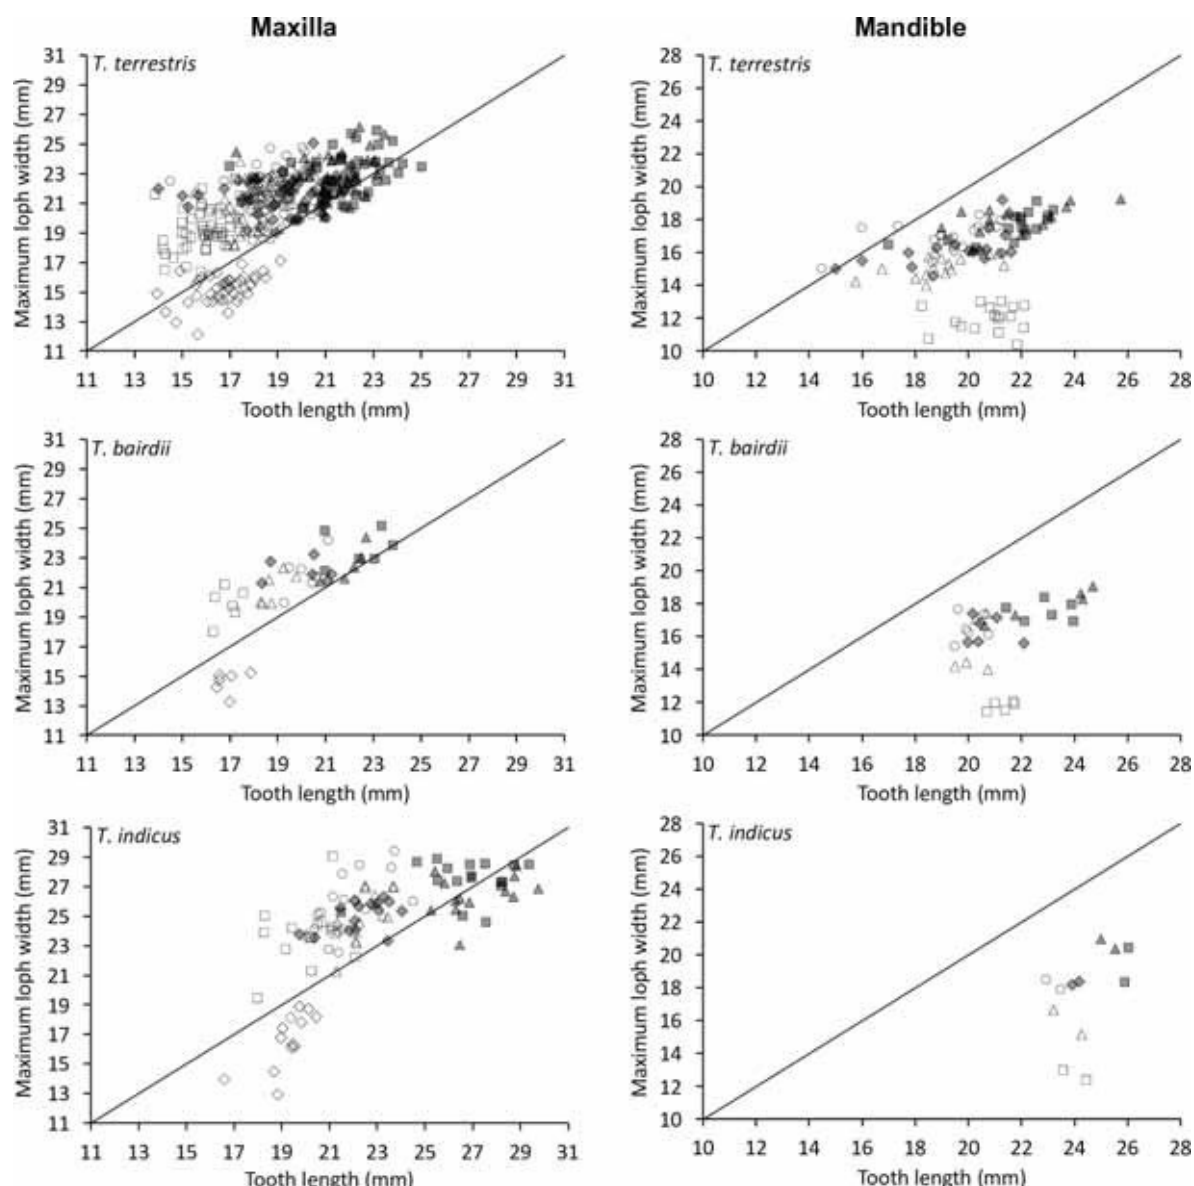 Maxilla
Mandible
31
29
27
25
23
21
19
17
15
13
11
Maximum loph width (mm)
T. terrestris
11 13 15 17 19 21 23 25 27 29 31
Tooth length (mm)
28
26
24
22
20
18
16
14
12
10
Maximum loph width (mm)
T. terrestris
10 12 14 16 18 20 22 24 26 28
Tooth length (mm)
31
29
27
25
23
21
19
17
15
13
11
Maximum loph width (mm)
T. bairdii
11 13 15 17 19 21 23 25 27 29 31
Tooth length (mm)
28
26
24
22
20
18
16
14
12
10
Maximum loph width (mm)
T. bairdii
10 12 14 16 18 20 22 24 26 28
Tooth length (mm)
31
29
27
25
23
21
19
17
15
13
11
Maximum loph width (mm)
T. indicus
11 13 15 17 19 21 23 25 27 29 31
Tooth length (mm)
28
26
24
22
20
18
16
14
12
10
Maximum loph width (mm)
T. indicus
10 12 14 16 18 20 22 24 26 28
Tooth length (mm)